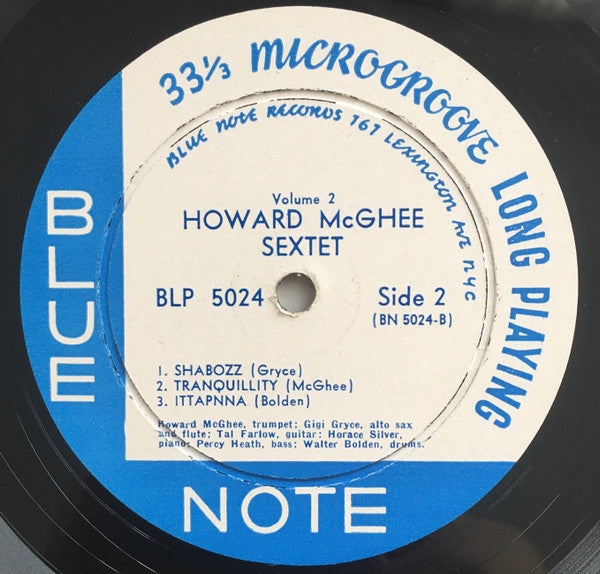 33⅓ MICROGROOVE LONG PLAYING
BLUE NOTE RECORDS 767 LEXINGTON AVE NYC
Volume 2
HOWARD McGHEE
SEXTET
BLP 5024
Side 2
(BN 5024-B)
1. SHABOZZ (Gryce)
2. TRANQUILLITY (McGhee)
3. ITTAPNNA (Bolden)
Howard McGhee, trumpet; Gigi Gryce, alto sax
and flute; Tal Farlow, guitar: Horace Silver,
piano; Percy Heath, bass; Walter Bolden, drums.
BLUE
NOTE